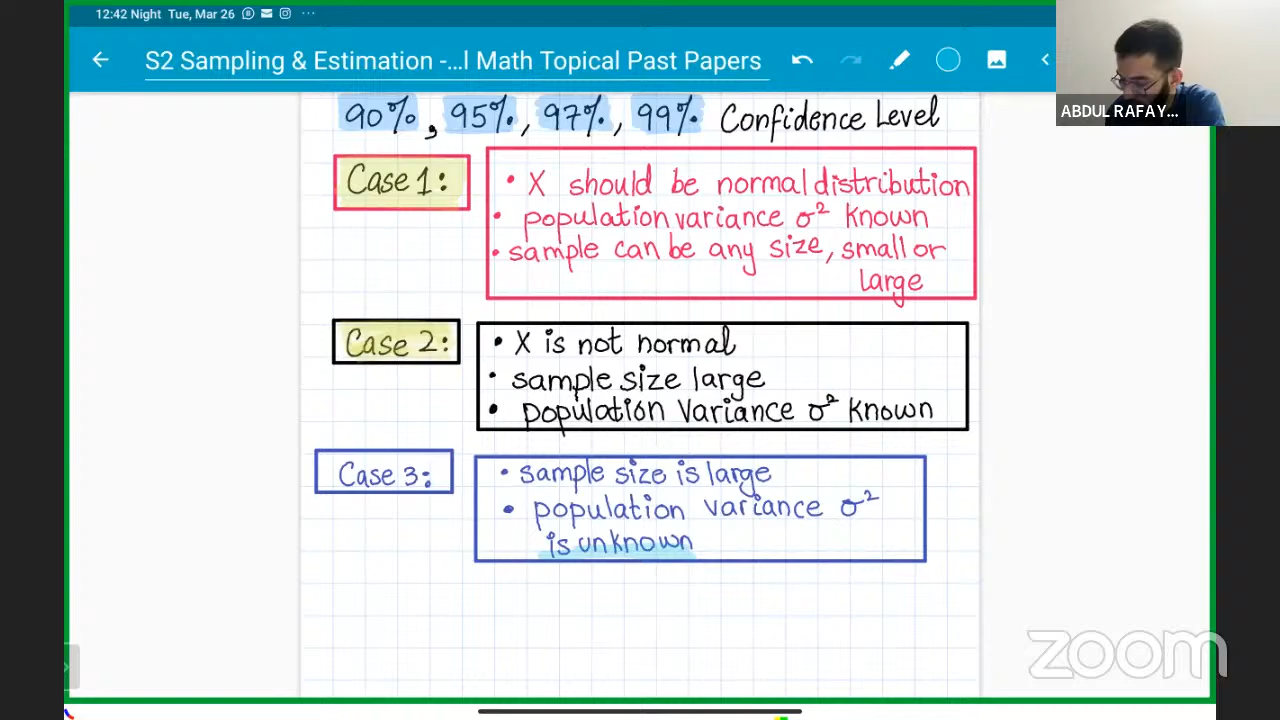 12:42 Night Tue, Mar 26 ...
S2 Sampling & Estimation -...l Math Topical Past Papers
ABDUL RAFAY...
90%, 95%, 97%, 99% Confidence Level
Case 1:
• X should be normal distribution
• population variance σ² known
• sample can be any size, small or
large
Case 2:
• X is not normal
• sample size large
• population variance σ² known
Case 3:
• sample size is large
• population variance σ²
is unknown
zoom